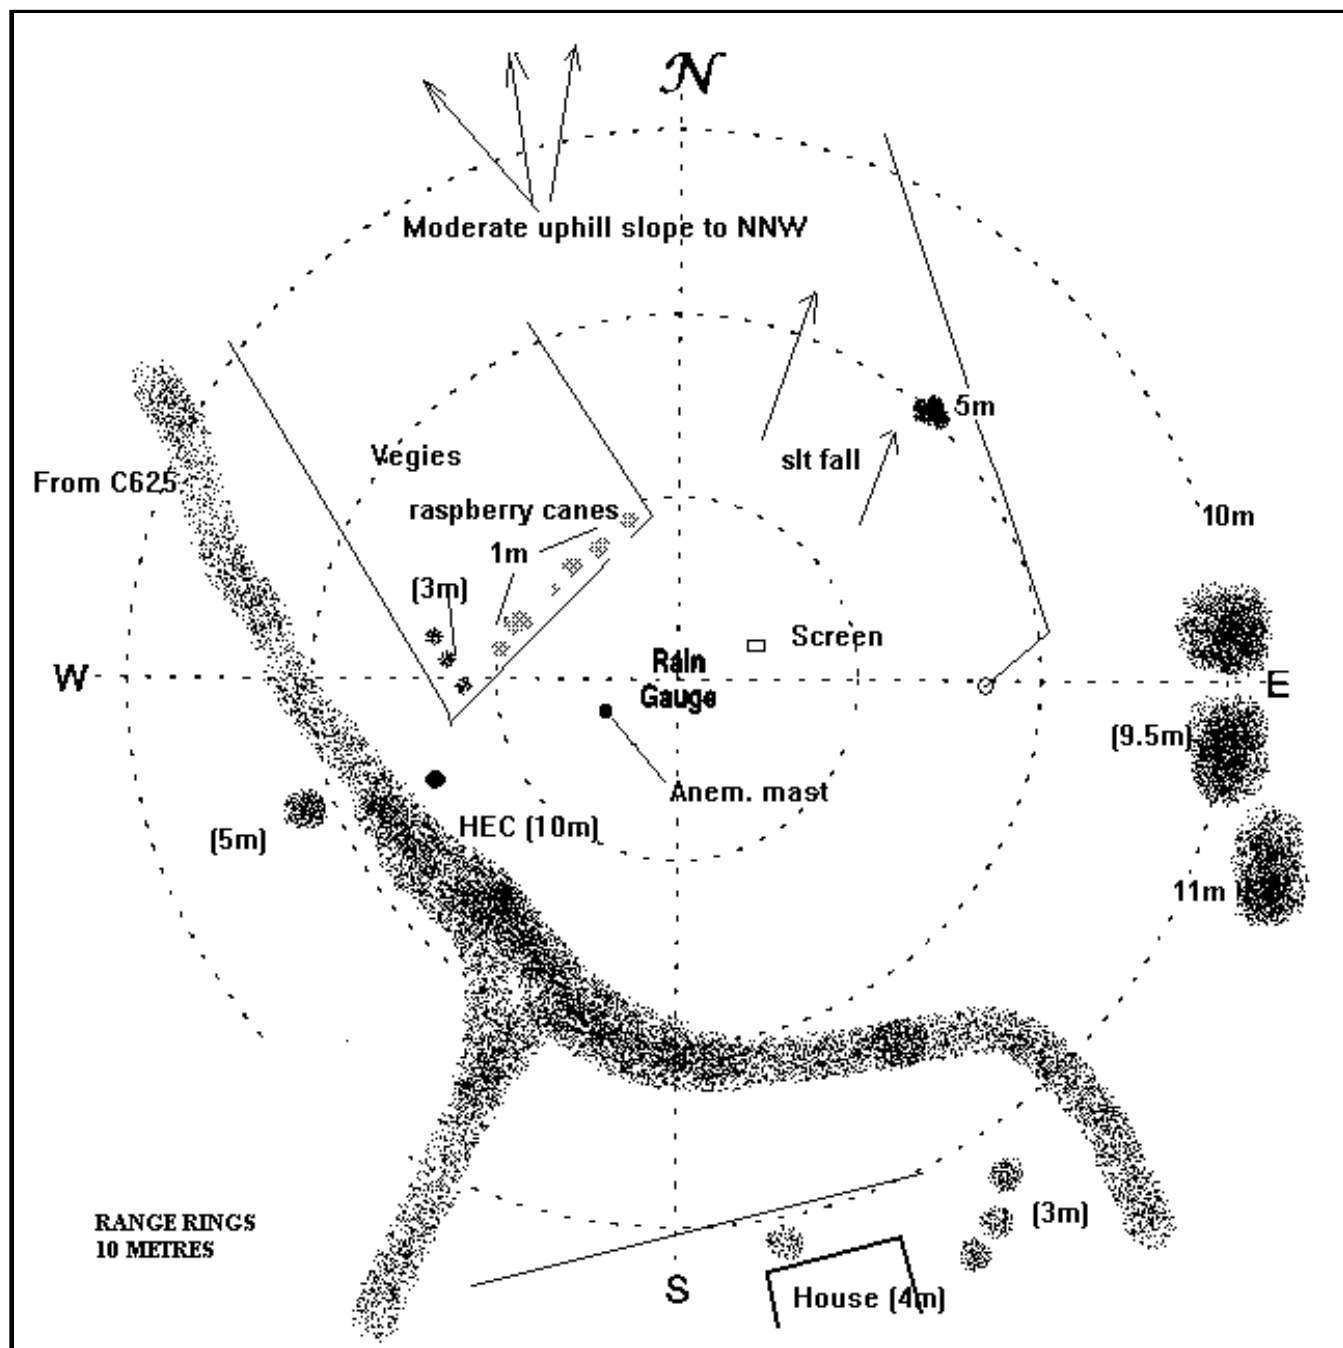 N
Moderate uphill slope to NNW
5m
Vegies
slt fall
From C625
raspberry canes
10m
1m
(3m)
Screen
Rain
Gauge
W
E
(9.5m)
Anem. mast
HEC (10m)
(5m)
11m
(3m)
RANGE RINGS
10 METRES
S
House (4m)